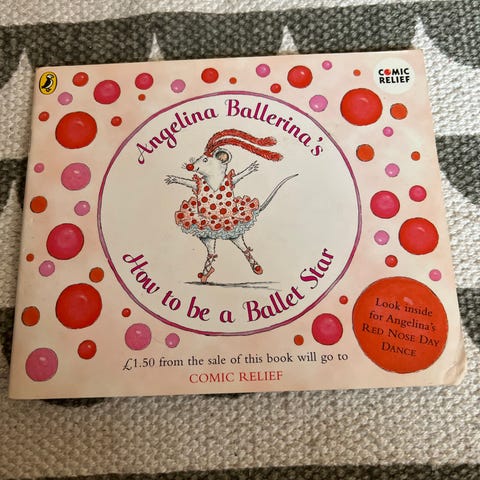 COMIC
RELIEF
Angelina Ballerina's
How to be a Ballet Star
Look inside
for Angelina's
RED NOSE DAY
DANCE
£1.50 from the sale of this book will go to
COMIC RELIEF